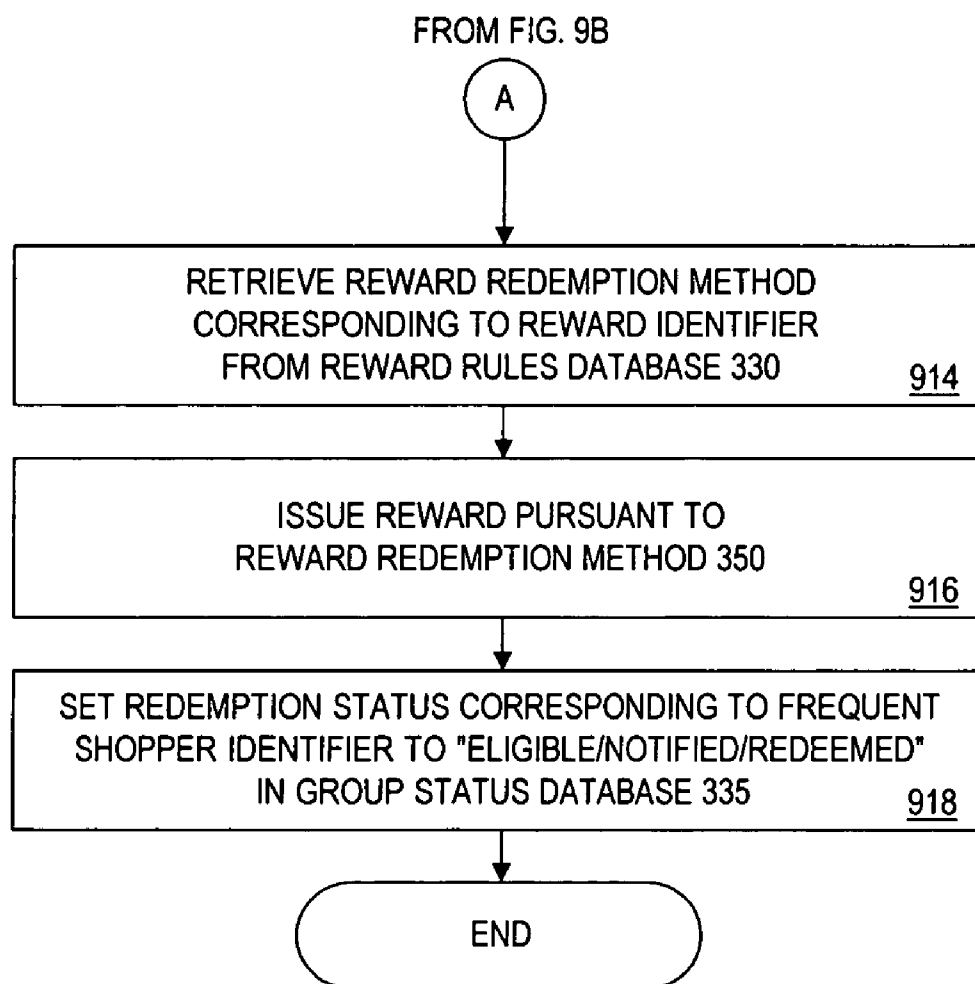 FROM FIG. 9B
A
RETRIEVE REWARD REDEMPTION METHOD
CORRESPONDING TO REWARD IDENTIFIER
FROM REWARD RULES DATABASE 330
914
ISSUE REWARD PURSUANT TO
REWARD REDEMPTION METHOD 350
916
SET REDEMPTION STATUS CORRESPONDING TO FREQUENT
SHOPPER IDENTIFIER TO "ELIGIBLE/NOTIFIED/REDEEMED"
IN GROUP STATUS DATABASE 335
918
END